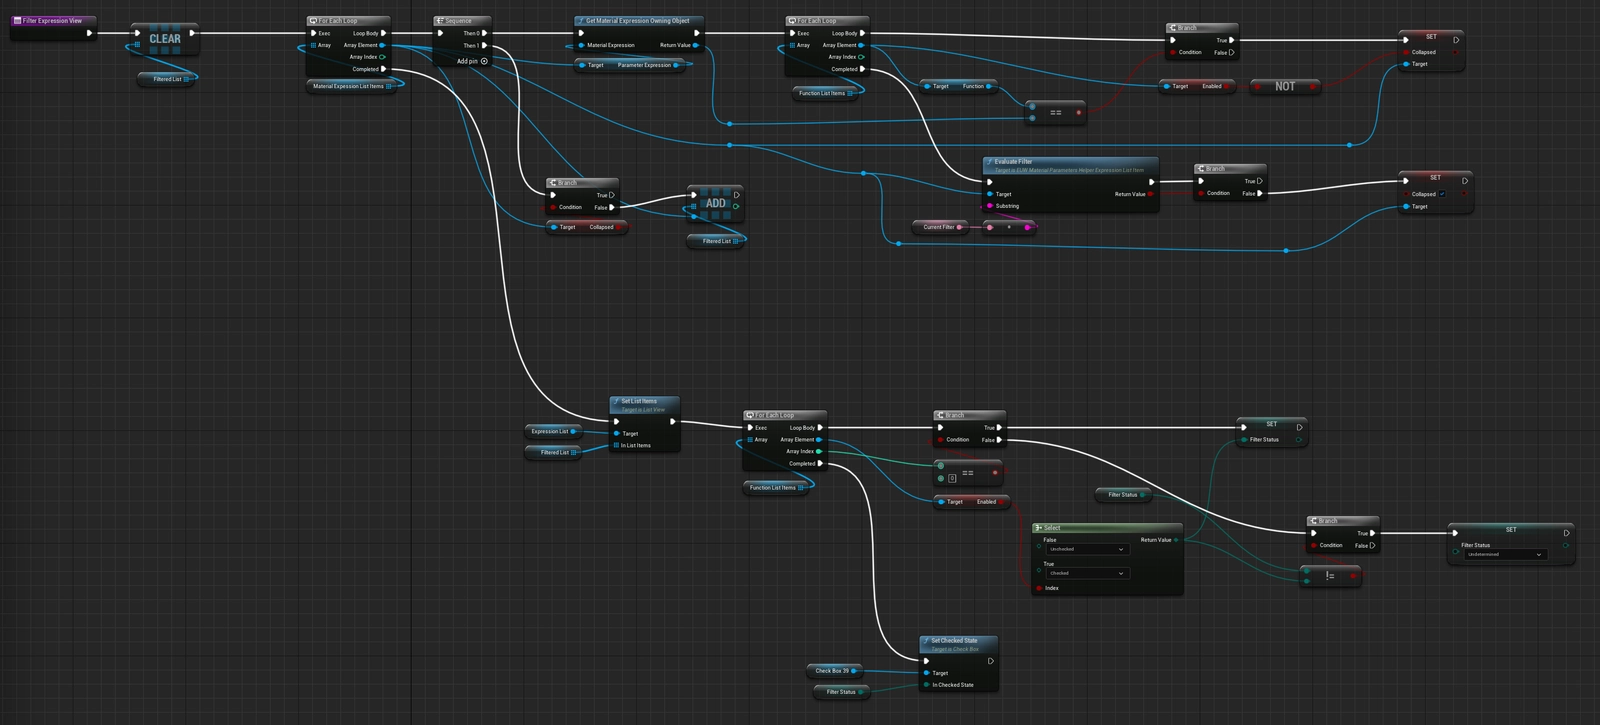 Filter Expression View
CLEAR
Filtered List
For Each Loop
Exec Loop Body
Array Array Element
Array Index
Completed
Material Expression List Items
Sequence
Then 0
Then 1
Add pin
Get Material Expression Owning Object
Material Expression Return Value
Target Parameter Expression
For Each Loop
Exec Loop Body
Array Array Element
Array Index
Completed
Function List Items
Target Function
==
Branch
True
Condition False
Target Enabled
NOT
SET
Collapsed
Target
Branch
True
Condition False
Target Collapsed
ADD
Filtered List
Evaluate Filter
Target is EUW Material Parameters Helper Expression List Item
Target Return Value
Substring
Current Filter
Branch
True
Condition False
SET
Collapsed
Target
Set List Items
Target is List View
Target
In List Items
Expression List
Filtered List
For Each Loop
Exec Loop Body
Array Array Element
Array Index
Completed
Function List Items
Branch
True
Condition False
==
0
Target Enabled
Select
False Return Value
Unchecked
True
Checked
Index
Filter Status
SET
Filter Status
Branch
True
Condition False
!=
SET
Filter Status
Undetermined
Set Checked State
Target is Check Box
Target
In Checked State
Check Box 39
Filter Status